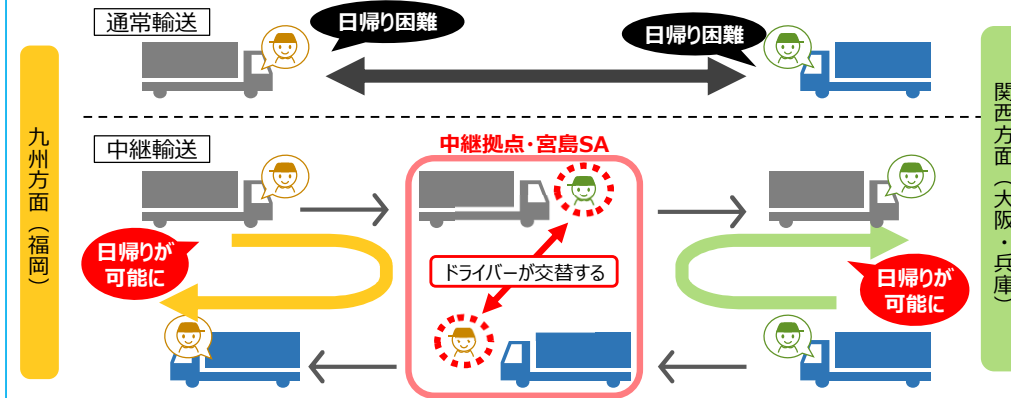 通常輸送
日帰り困難
日帰り困難
九州方面（福岡）
関西方面（大阪・兵庫）
中継輸送
中継拠点・宮島SA
日帰りが
可能に
ドライバーが交替する
日帰りが
可能に